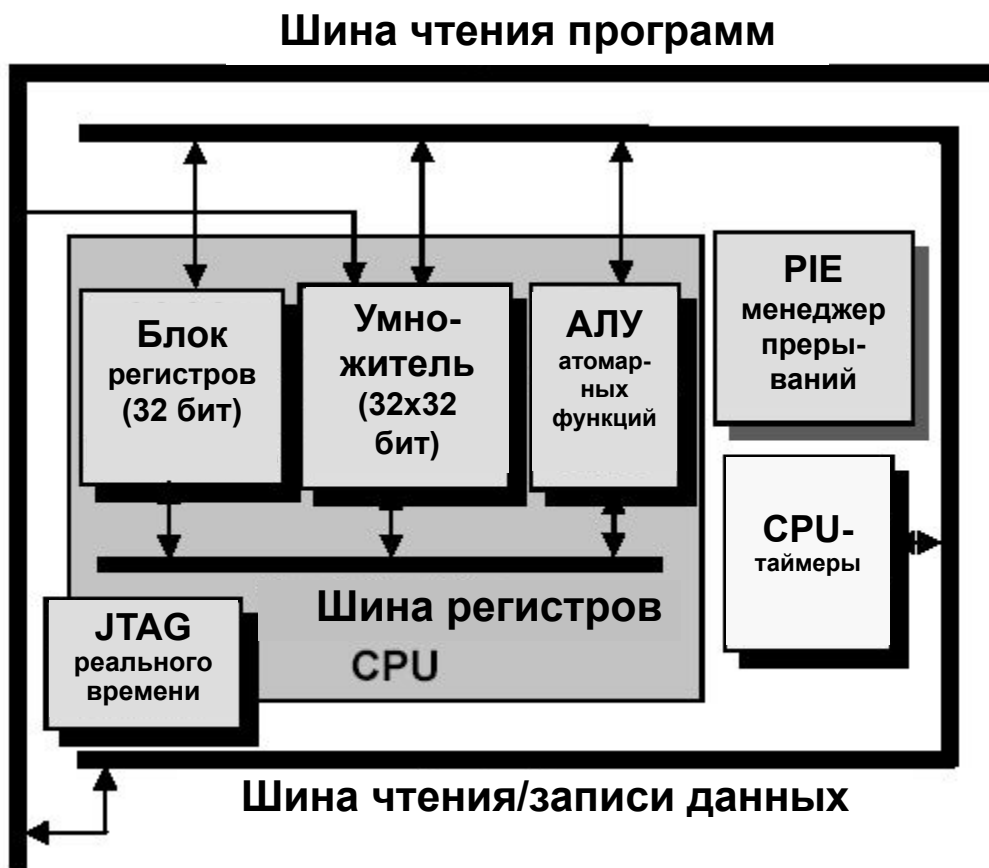 Шина чтения программ
Блок
регистров
(32 бит)
Умно-
житель
(32х32
бит)
АЛУ
атомар-
ных
функций
PIE
менеджер
преры-
ваний
CPU-
таймеры
Шина регистров
CPU
JTAG
реального
времени
Шина чтения/записи данных